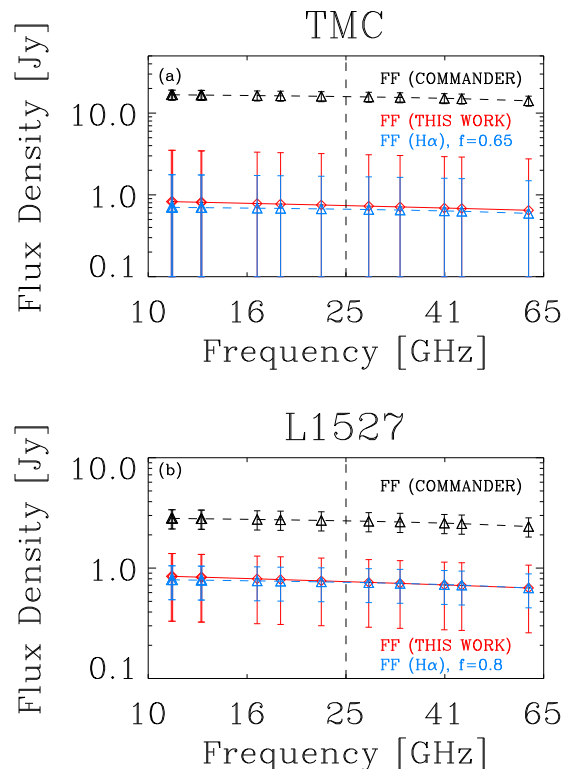 TMC
(a)
FF (COMMANDER)
FF (THIS WORK)
FF (Hα), f=0.65
Flux Density [Jy]
10.0
1.0
0.1
10 16 25 41 65
Frequency [GHz]
L1527
(b)
FF (COMMANDER)
FF (THIS WORK)
FF (Hα), f=0.8
Flux Density [Jy]
10.0
1.0
0.1
10 16 25 41 65
Frequency [GHz]